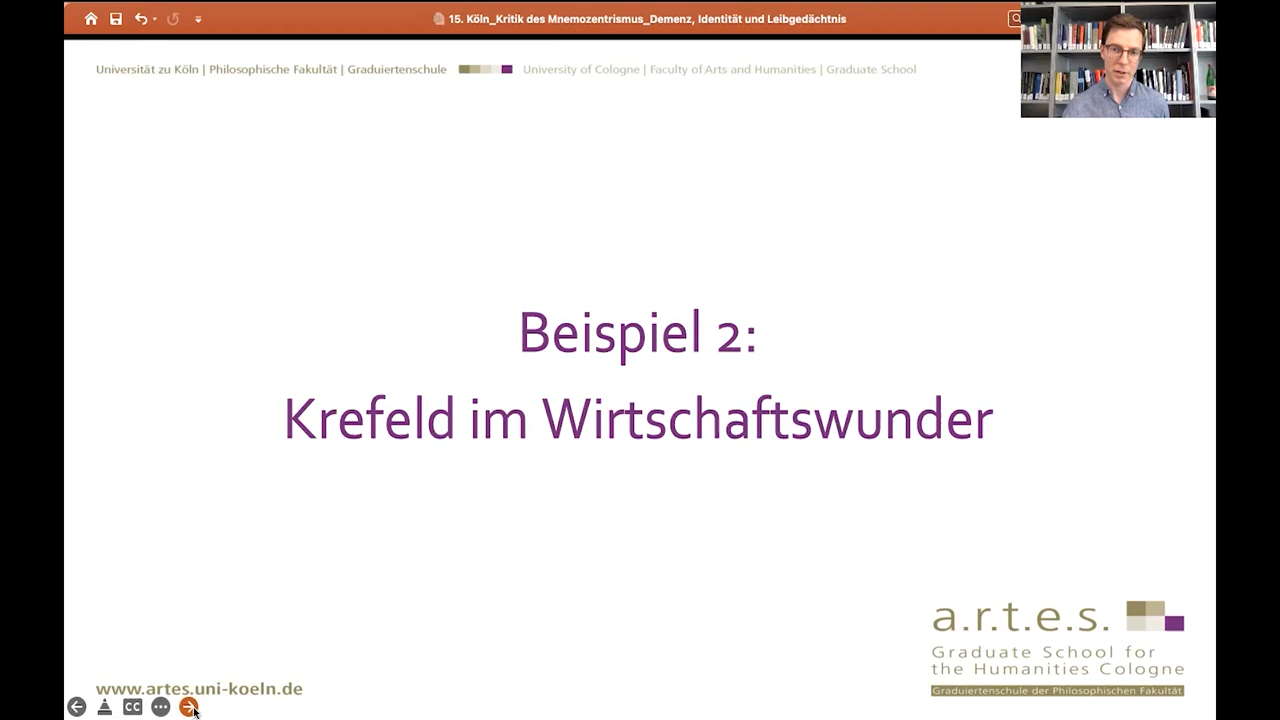 15. Köln_Kritik des Mnemozentrismus_Demenz, Identität und Leibgedächtnis
Universität zu Köln | Philosophische Fakultät | Graduiertenschule
University of Cologne | Faculty of Arts and Humanities | Graduate School
Beispiel 2:
Krefeld im Wirtschaftswunder
a.r.t.e.s.
Graduate School for
the Humanities Cologne
Graduiertenschule der Philosophischen Fakultät
www.artes.uni-koeln.de
CC